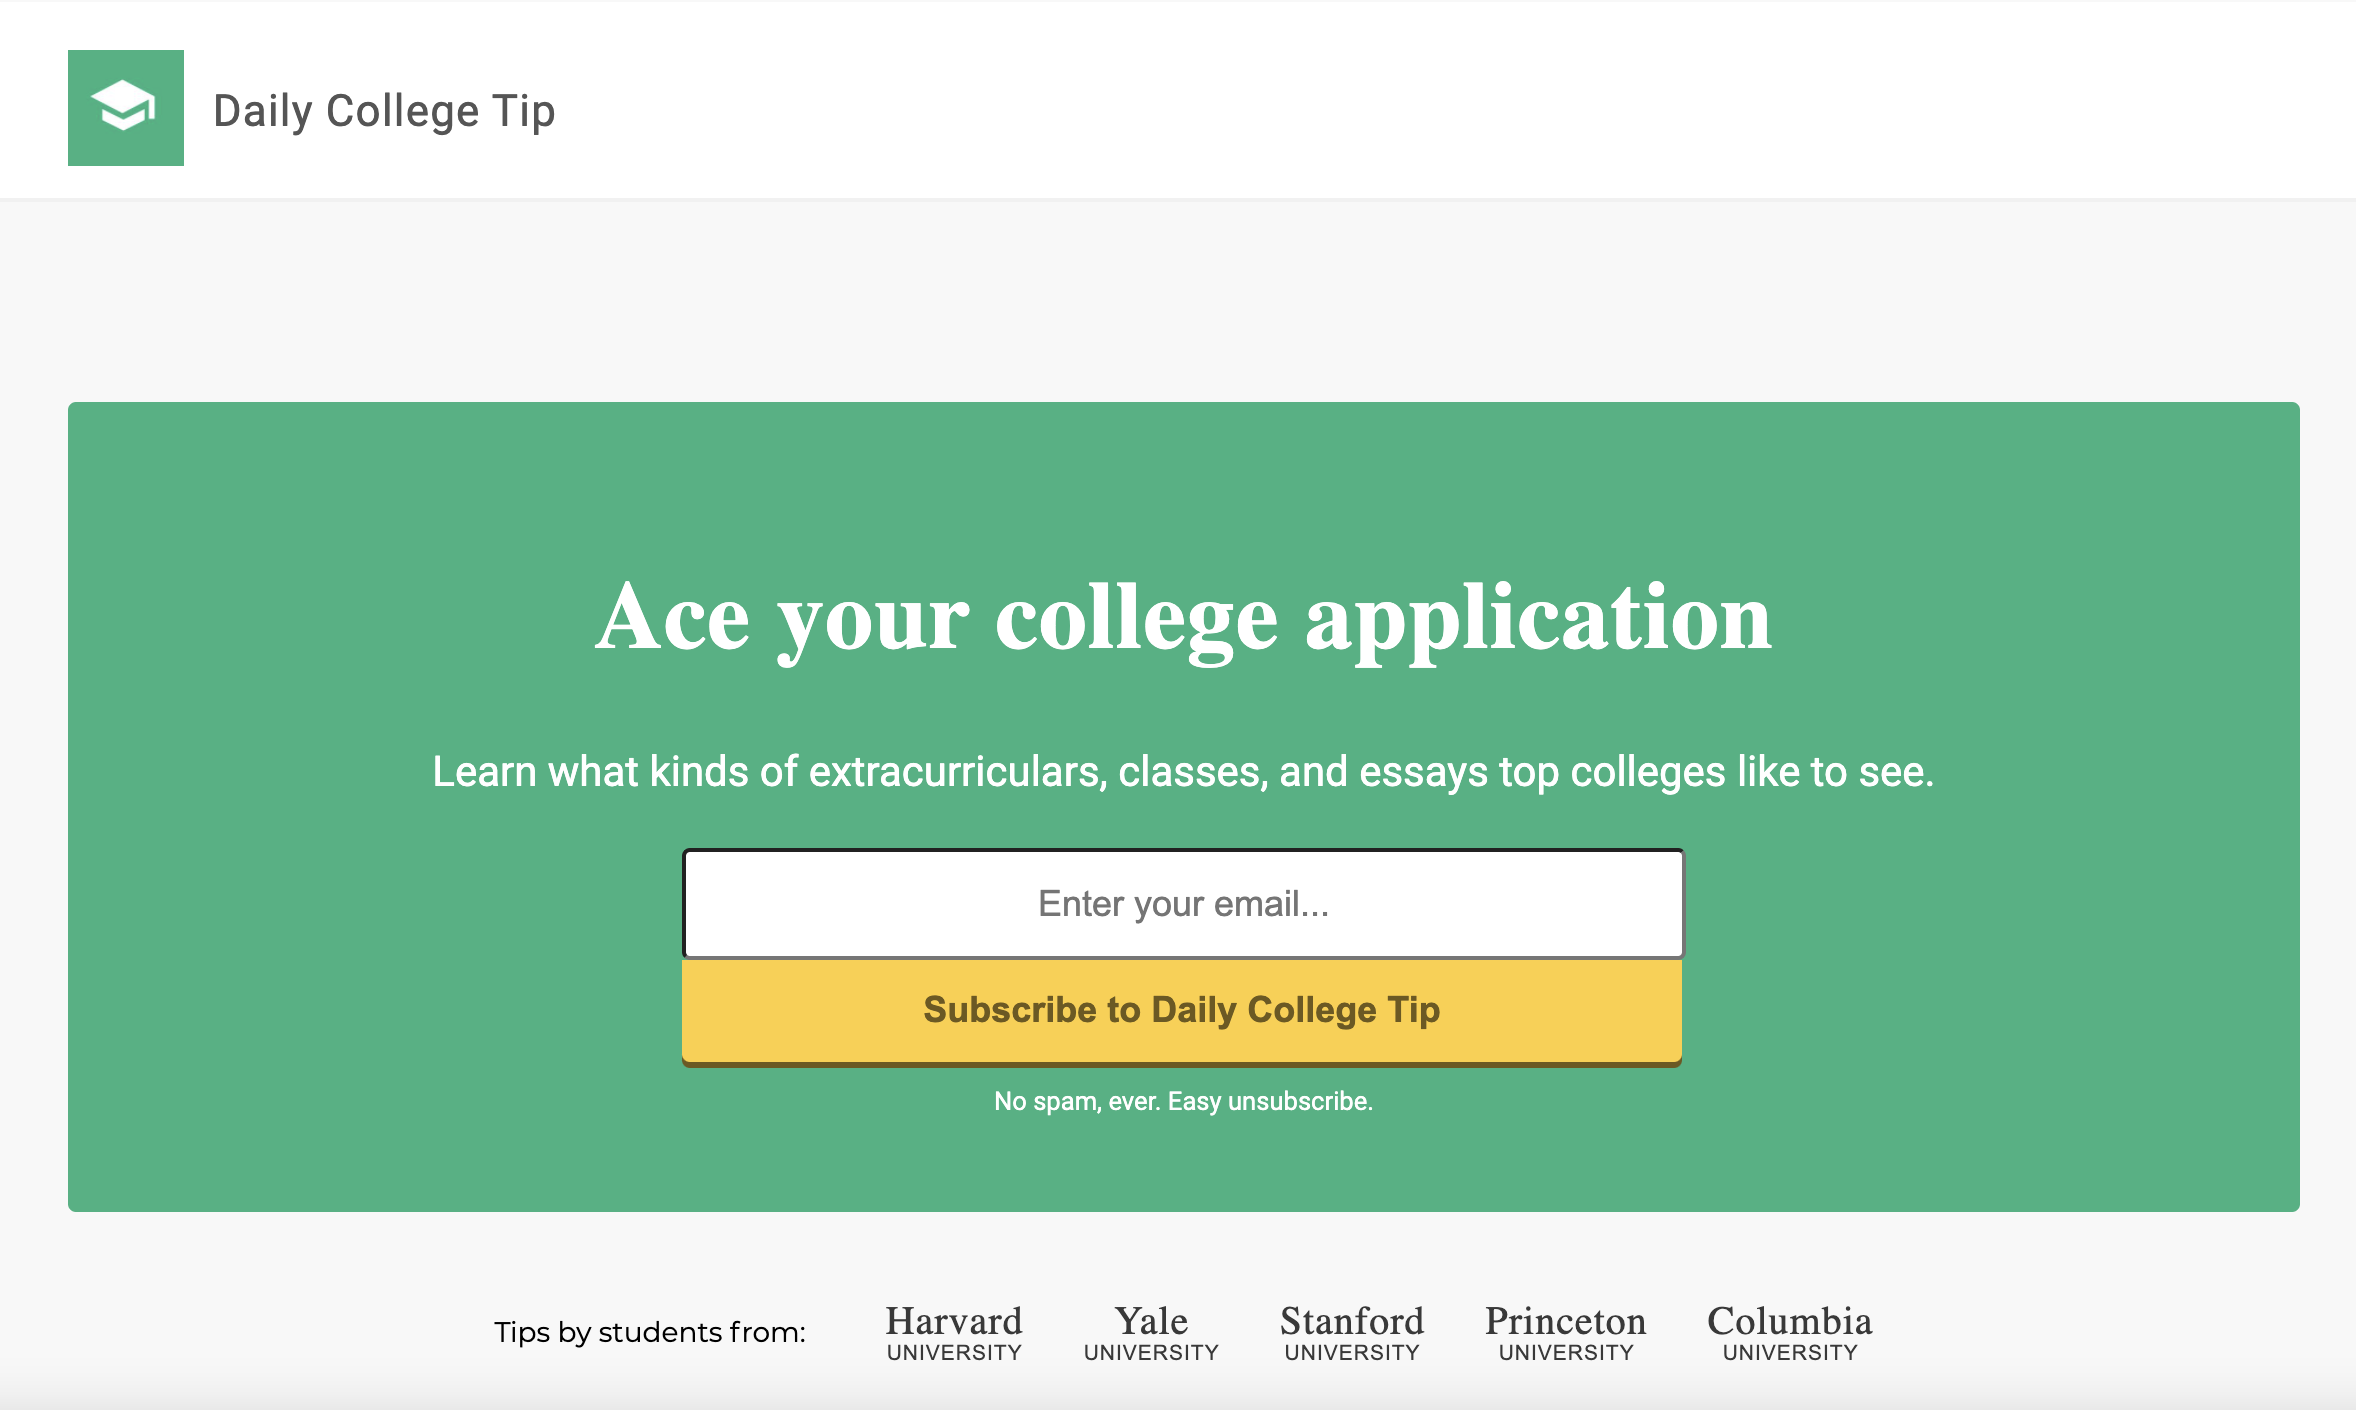 Daily College Tip
Ace your college application
Learn what kinds of extracurriculars, classes, and essays top colleges like to see.
Enter your email...
Subscribe to Daily College Tip
No spam, ever. Easy unsubscribe.
Tips by students from:
Harvard UNIVERSITY
Yale UNIVERSITY
Stanford UNIVERSITY
Princeton UNIVERSITY
Columbia UNIVERSITY